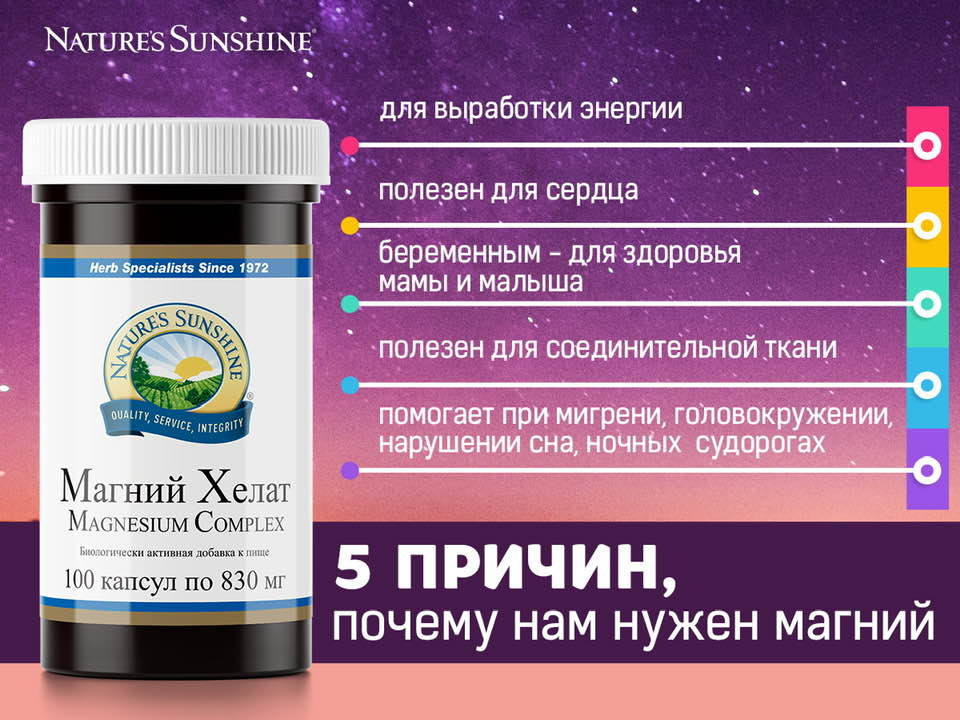 NATURE'S SUNSHINE
для выработки энергии
полезен для сердца
беременным - для здоровья
мамы и малыша
полезен для соединительной ткани
помогает при мигрени, головокружении,
нарушении сна, ночных судорогах
Herb Specialists Since 1972
NATURE'S SUNSHINE
®
QUALITY, SERVICE, INTEGRITY
Магний Хелат
MAGNESIUM COMPLEX
Биологически активная добавка к пище
100 капсул по 830 мг
5 ПРИЧИН,
почему нам нужен магний